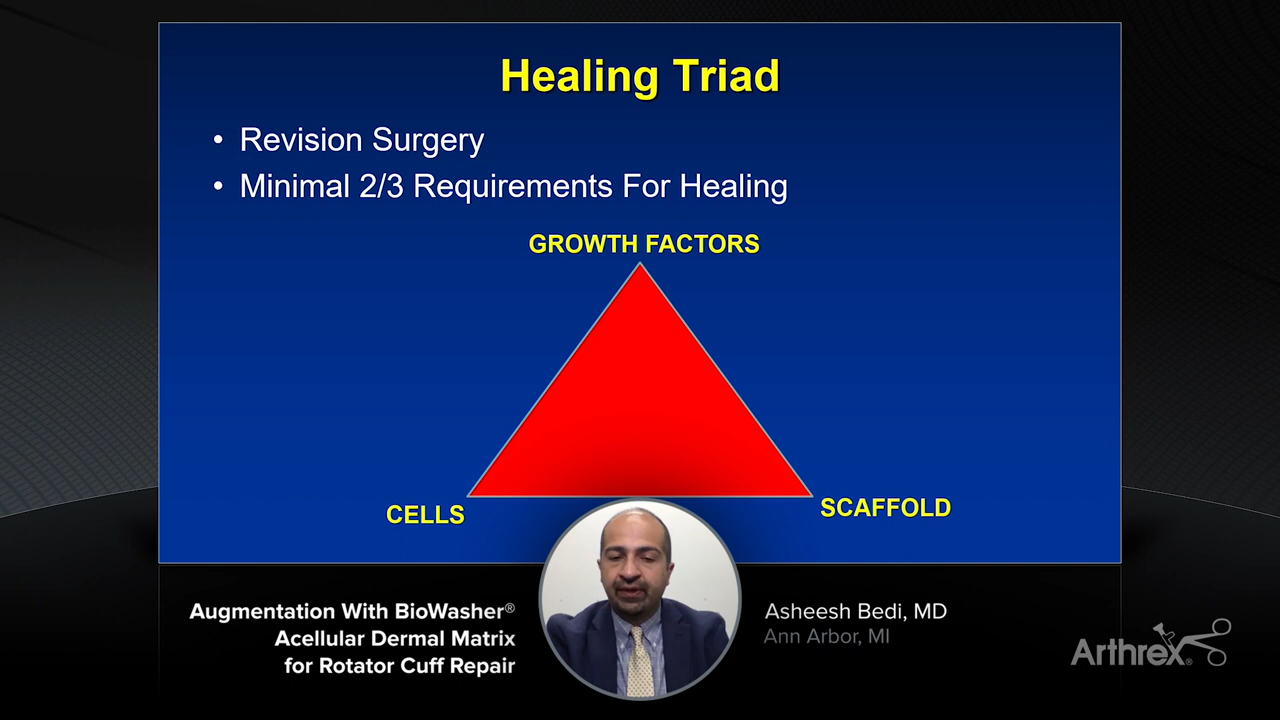 Healing Triad
• Revision Surgery
• Minimal 2/3 Requirements For Healing
GROWTH FACTORS
CELLS
SCAFFOLD
Augmentation With BioWasher®
Acellular Dermal Matrix
for Rotator Cuff Repair
Asheesh Bedi, MD
Ann Arbor, MI
Arthrex®